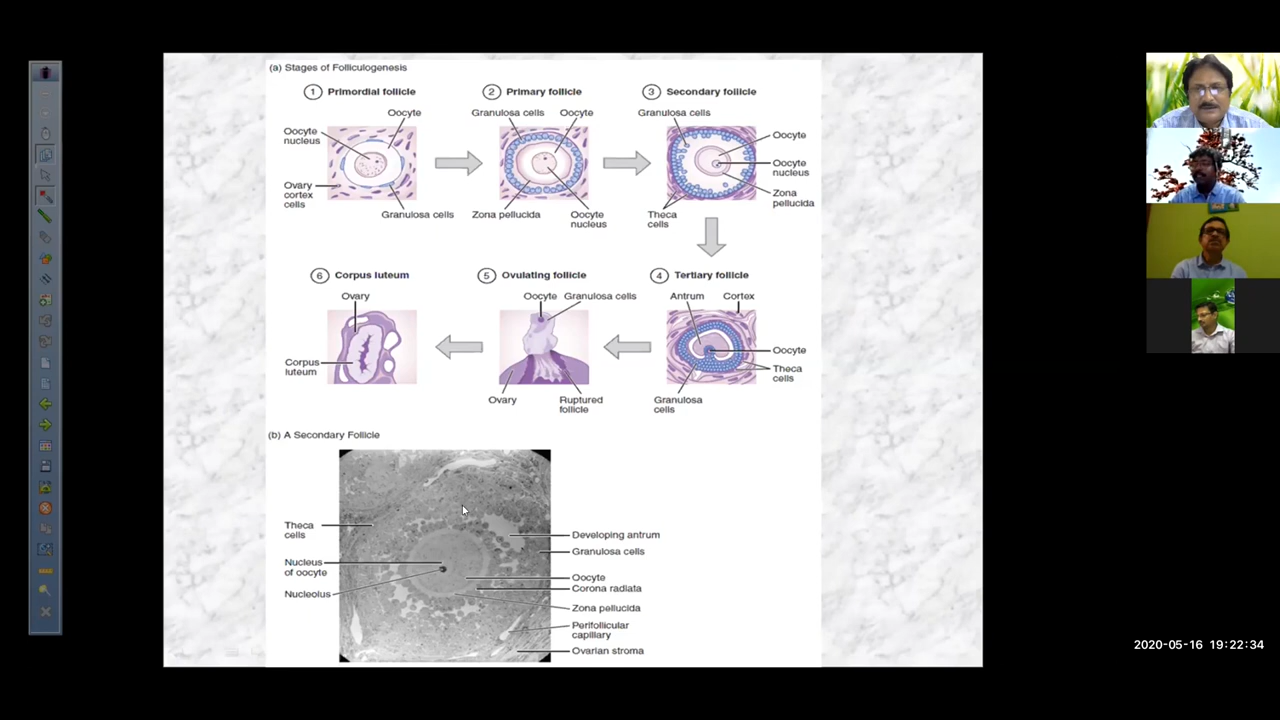 (a) Stages of Folliculogenesis
1 Primordial follicle
Oocyte
Oocyte
nucleus
Ovary
cortex
cells
Granulosa cells
2 Primary follicle
Granulosa cells
Oocyte
Zona pellucida
Oocyte
nucleus
3 Secondary follicle
Granulosa cells
Oocyte
Oocyte
nucleus
Zona
pellucida
Theca
cells
6 Corpus luteum
Ovary
Corpus
luteum
5 Ovulating follicle
Oocyte
Granulosa cells
Ovary
Ruptured
follicle
4 Tertiary follicle
Antrum
Cortex
Oocyte
Theca
cells
Granulosa
cells
(b) A Secondary Follicle
Theca
cells
Nucleus
of oocyte
Nucleolus
Developing antrum
Granulosa cells
Oocyte
Corona radiata
Zona pellucida
Perifollicular
capillary
Ovarian stroma
2020-05-16 19:22:34